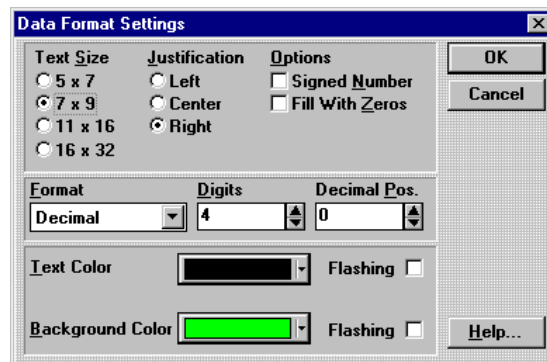 Data Format Settings
Text Size Justification Options OK
5 x 7 Left Signed Number
7 x 9 Center Fill With Zeros Cancel
11 x 16 Right
16 x 32
Format Digits Decimal Pos.
Decimal 4 0
Text Color Flashing
Background Color Flashing Help...